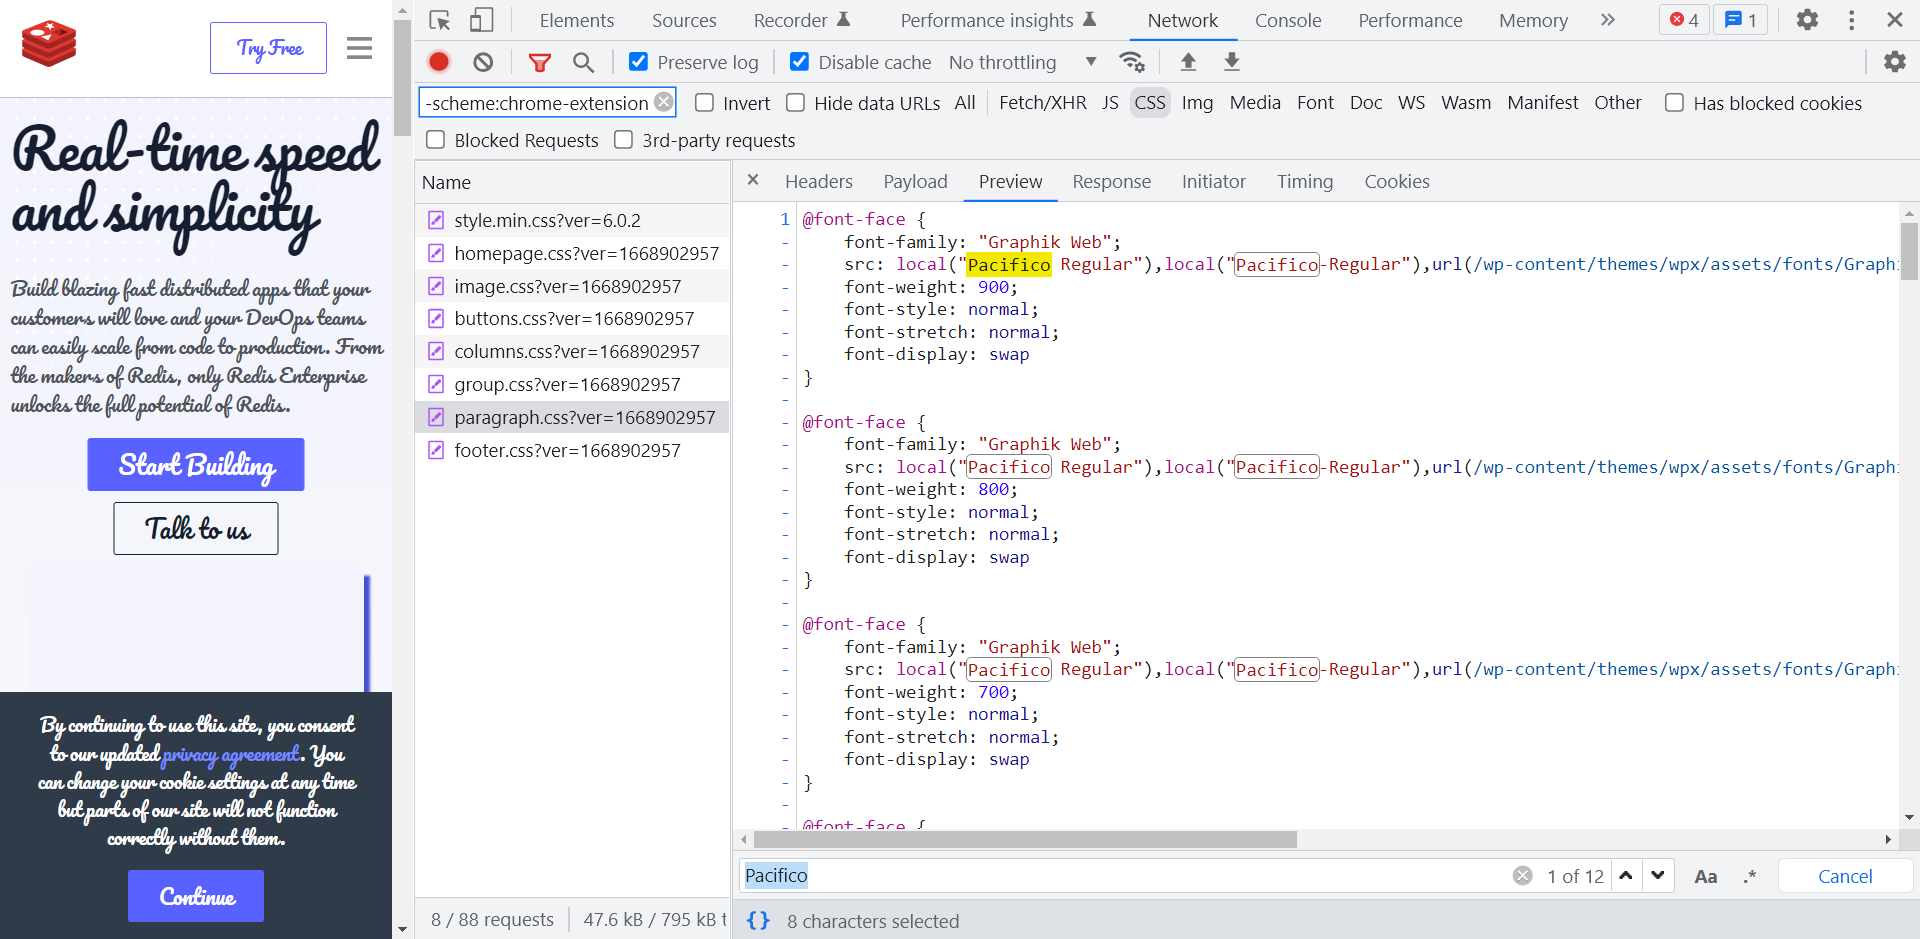 Try Free
Real-time speed
and simplicity
Build blazing fast distributed apps that your
customers will love and your DevOps teams
can easily scale from code to production. From
the makers of Redis, only Redis Enterprise
unlocks the full potential of Redis.
Start Building
Talk to us
By continuing to use this site, you consent
to our updated privacy agreement. You
can change your cookie settings at any time
but parts of our site will not function
correctly without them.
Continue
Elements Sources Recorder Performance insights Network Console Performance Memory » 4 1
Preserve log Disable cache No throttling
-scheme:chrome-extension Invert Hide data URLs All Fetch/XHR JS CSS Img Media Font Doc WS Wasm Manifest Other Has blocked cookies
Blocked Requests 3rd-party requests
Name
style.min.css?ver=6.0.2
homepage.css?ver=1668902957
image.css?ver=1668902957
buttons.css?ver=1668902957
columns.css?ver=1668902957
group.css?ver=1668902957
paragraph.css?ver=1668902957
footer.css?ver=1668902957
8 / 88 requests 47.6 kB / 795 kB t
× Headers Payload Preview Response Initiator Timing Cookies
1 @font-face {
- font-family: "Graphik Web";
- src: local("Pacifico Regular"),local("Pacifico-Regular"),url(/wp-content/themes/wpx/assets/fonts/Graphi
- font-weight: 900;
- font-style: normal;
- font-stretch: normal;
- font-display: swap
- }
-
- @font-face {
- font-family: "Graphik Web";
- src: local("Pacifico Regular"),local("Pacifico-Regular"),url(/wp-content/themes/wpx/assets/fonts/Graphi
- font-weight: 800;
- font-style: normal;
- font-stretch: normal;
- font-display: swap
- }
-
- @font-face {
- font-family: "Graphik Web";
- src: local("Pacifico Regular"),local("Pacifico-Regular"),url(/wp-content/themes/wpx/assets/fonts/Graphi
- font-weight: 700;
- font-style: normal;
- font-stretch: normal;
- font-display: swap
- }
-
- @font-face {
Pacifico 1 of 12 Aa .* Cancel
{} 8 characters selected